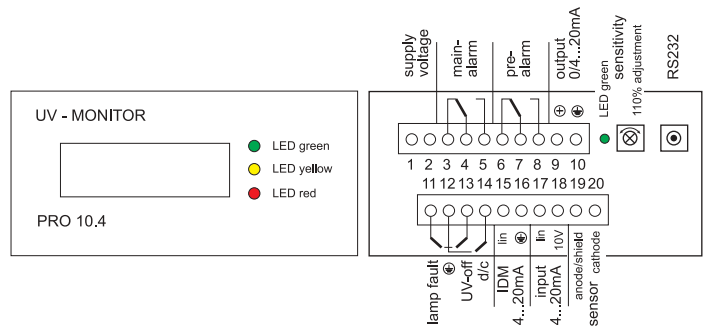 UV - MONITOR
LED green
LED yellow
LED red
PRO 10.4
supply
voltage
main-
alarm
pre-
alarm
output
0/4...20mA
LED green
sensitivity
110% adjustment
RS232
1 2 3 4 5 6 7 8 9 10
11 12 13 14 15 16 17 18 19 20
lamp fault
UV-off
d/c
Iin
IDM
4...20mA
Iin
10V
input
4...20mA
anode/shield
cathode
sensor